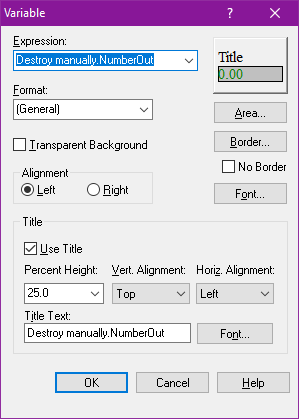 Variable
?
Expression:
Destroy manually.NumberOut
Title
0.00
Format:
(General)
Area...
Transparent Background
Border...
No Border
Alignment
Left
Right
Font...
Title
Use Title
Percent Height:
Vert. Alignment:
Horiz. Alignment:
25.0
Top
Left
Title Text:
Destroy manually.NumberOut
Font...
OK
Cancel
Help